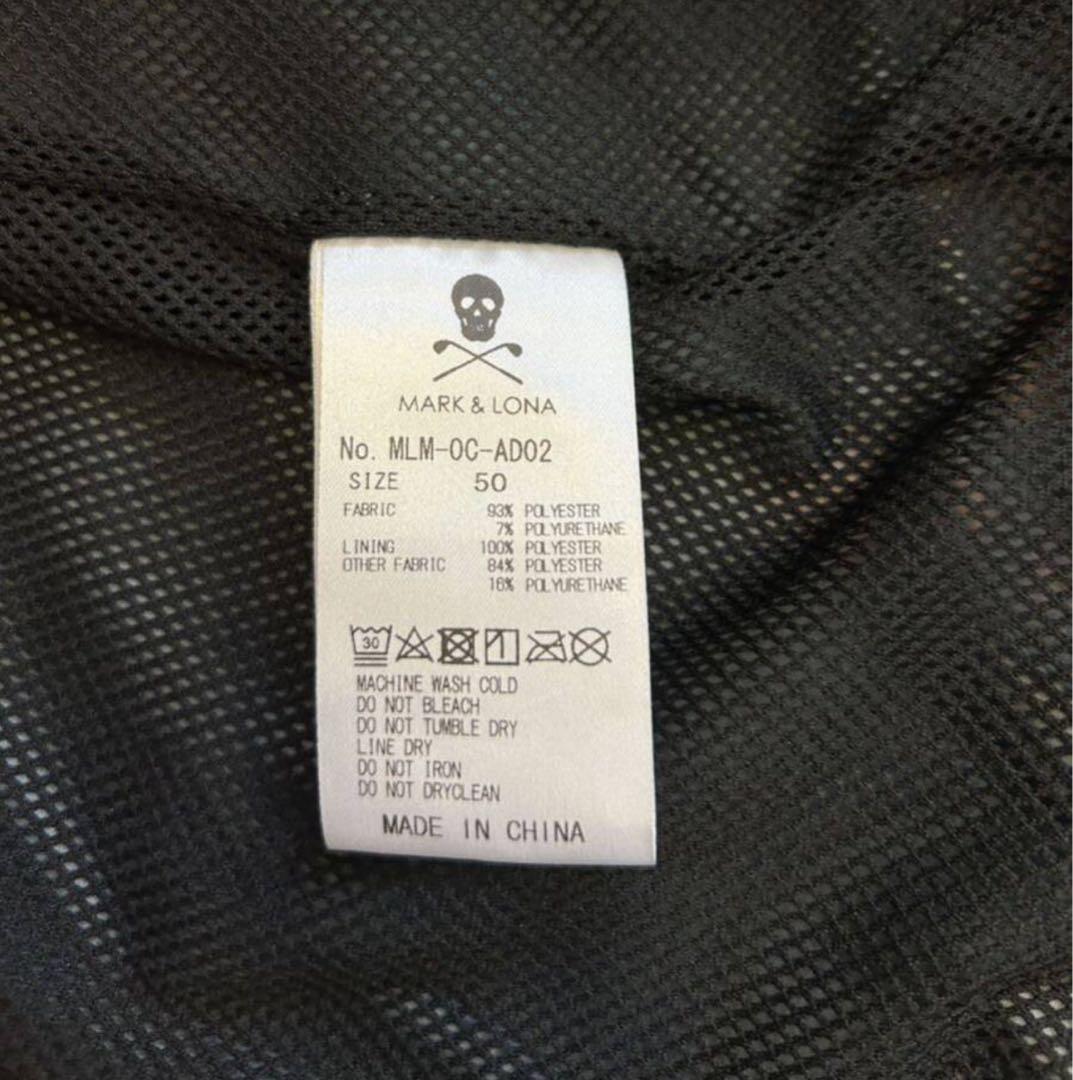 MARK & LONA
No. MLM-OC-AD02
SIZE 50
FABRIC 93% POLYESTER
7% POLYURETHANE
LINING 100% POLYESTER
OTHER FABRIC 84% POLYESTER
16% POLYURETHANE
30
MACHINE WASH COLD
DO NOT BLEACH
DO NOT TUMBLE DRY
LINE DRY
DO NOT IRON
DO NOT DRYCLEAN
MADE IN CHINA